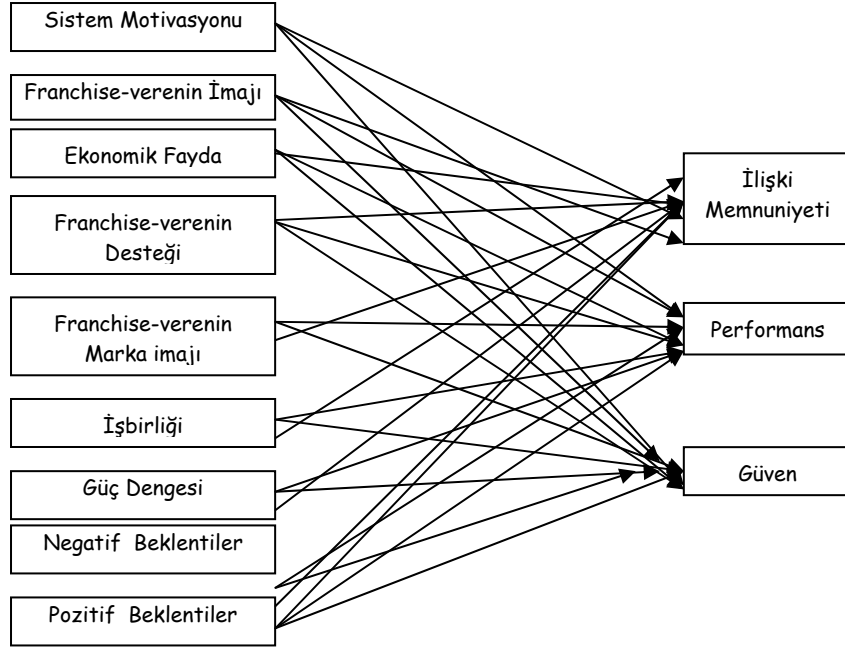 Sistem Motivasyonu
Franchise-verenin İmajı
Ekonomik Fayda
Franchise-verenin
Desteği
Franchise-verenin
Marka imajı
İşbirliği
Güç Dengesi
Negatif Beklentiler
Pozitif Beklentiler
İlişki
Memnuniyeti
Performans
Güven